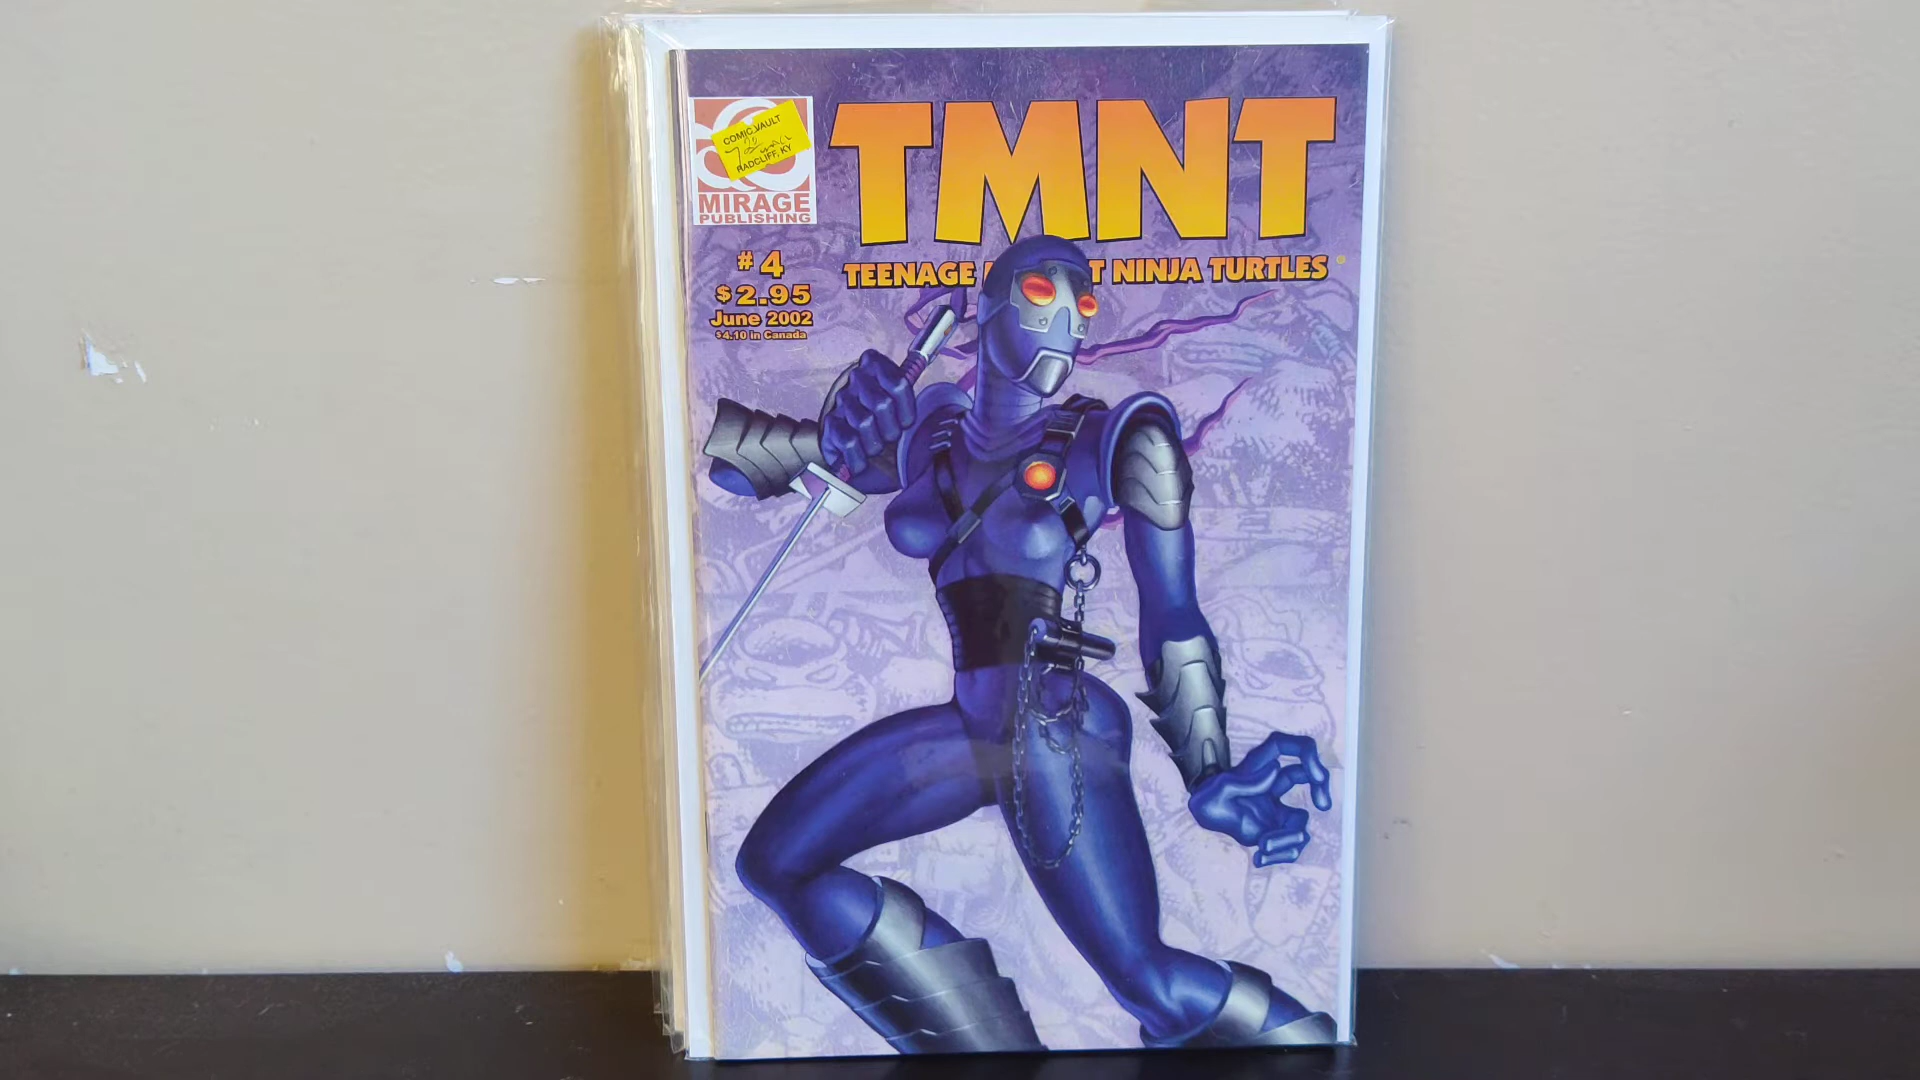 COMIC VAULT
RADCLIFF, KY
MIRAGE
PUBLISHING
TMNT
TEENAGE T NINJA TURTLES
# 4
$2.95
June 2002
$4.10 in Canada